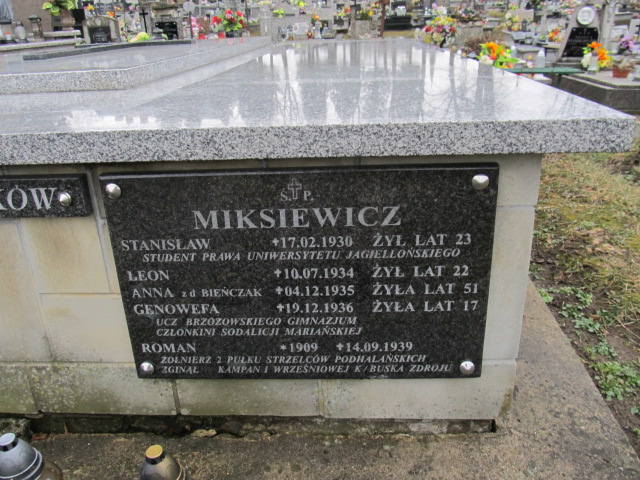 KÓW
Ś.P.
MIKSIEWICZ
STANISŁAW +17.02.1930 ŻYŁ LAT 23
STUDENT PRAWA UNIWERSYTETU JAGIELLOŃSKIEGO
LEON +10.07.1934 ŻYŁ LAT 22
ANNA z d BIEŃCZAK +04.12.1935 ŻYŁA LAT 51
GENOWEFA +19.12.1936 ŻYŁA LAT 17
UCZ BRZOZOWSKIEGO GIMNAZJUM
CZŁONKINI SODALICJI MARIAŃSKIEJ
ROMAN *1909 +14.09.1939
ŻOŁNIERZ 2 PUŁKU STRZELCÓW PODHALAŃSKICH
ZGINĄŁ KAMPAN I WRZEŚNIOWEJ K/BUSKA ZDROJU